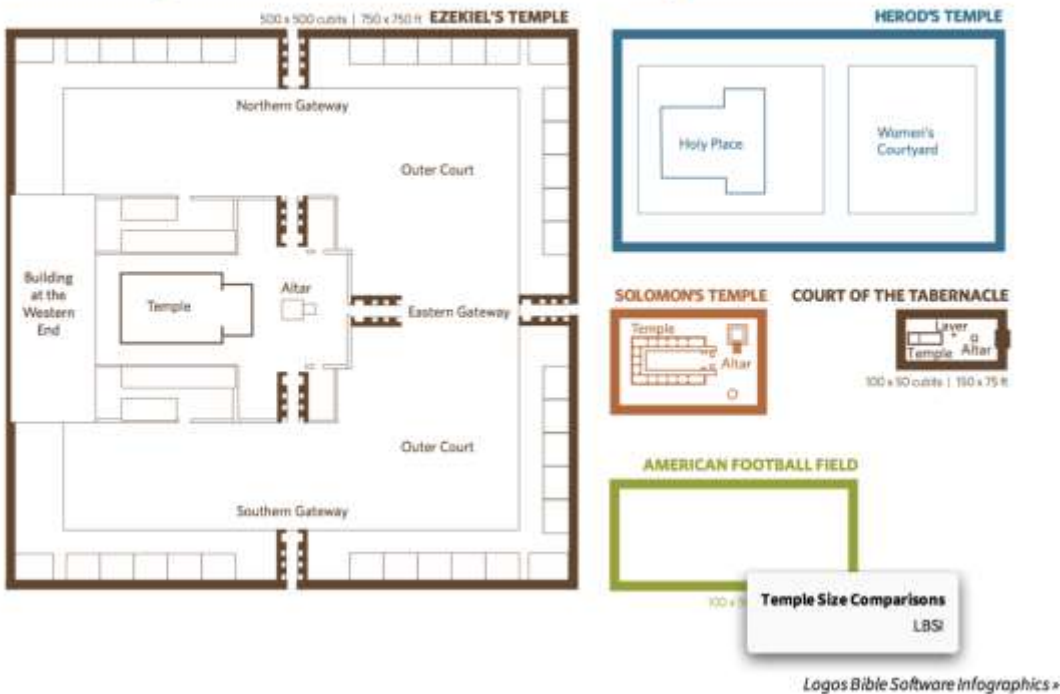 500 x 500 cubits | 750 x 750 ft EZEKIEL'S TEMPLE
Northern Gateway
Outer Court
Building
at the
Western
End
Temple
Altar
Eastern Gateway
Outer Court
Southern Gateway
HEROD'S TEMPLE
Holy Place
Women's
Courtyard
SOLOMON'S TEMPLE
Temple
Altar
COURT OF THE TABERNACLE
Laver
Temple Altar
100 x 50 cubits | 150 x 75 ft
AMERICAN FOOTBALL FIELD
100 x
Temple Size Comparisons
LBSI
Logos Bible Software Infographics »